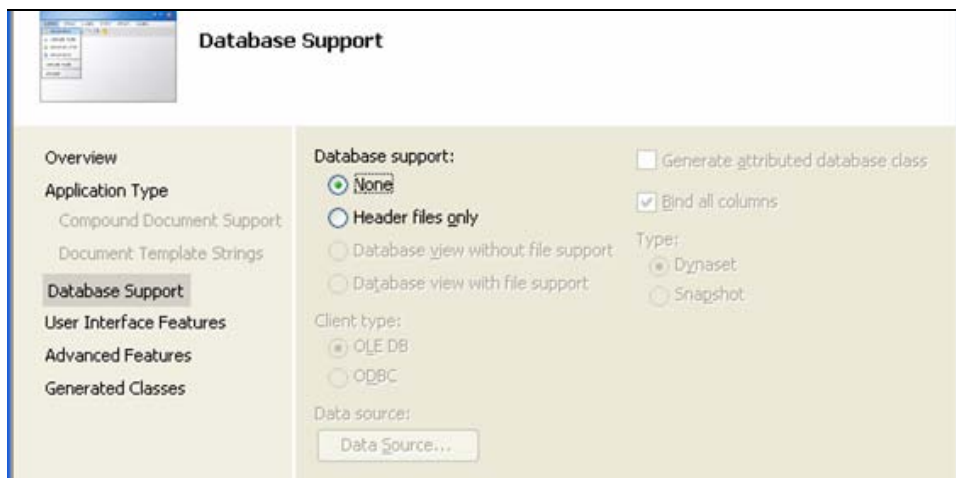 Database Support
Overview
Application Type
Compound Document Support
Document Template Strings
Database Support
User Interface Features
Advanced Features
Generated Classes
Database support:
None
Header files only
Database view without file support
Database view with file support
Client type:
OLE DB
ODBC
Data source:
Data Source...
Generate attributed database class
Bind all columns
Type:
Dynaset
Snapshot